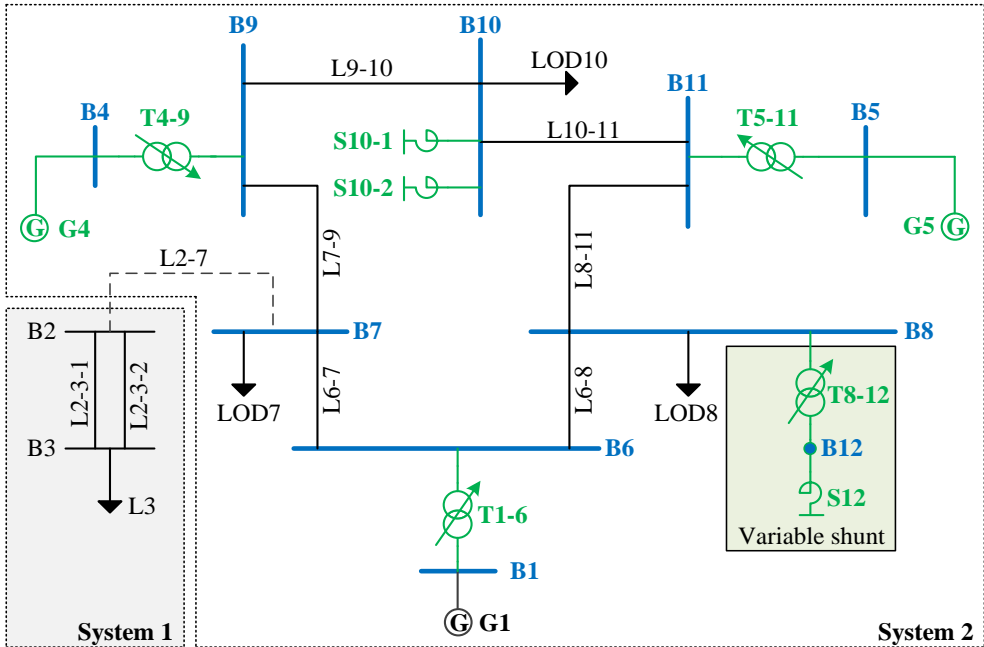 B9
B10
L9-10
LOD10
B11
B4
T4-9
S10-1
L10-11
T5-11
B5
S10-2
G
G4
G5
G
L7-9
L8-11
L2-7
B2
B7
B8
L2-3-1
L2-3-2
L6-7
L6-8
LOD7
LOD8
T8-12
B3
B6
B12
L3
S12
T1-6
Variable shunt
B1
G
G1
System 1
System 2